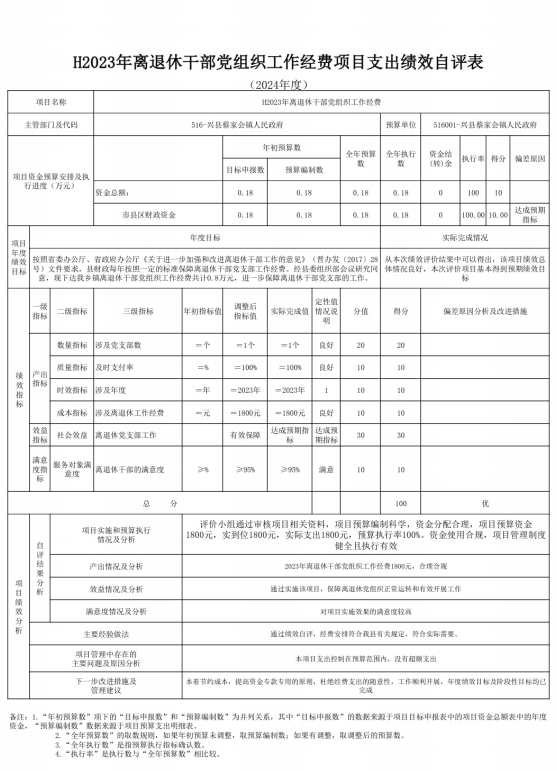 H2023年离退休干部党组织工作经费项目支出绩效自评表
（2024年度）
项目名称 H2023年离退休干部党组织工作经费
主管部门及代码 516-兴县蔡家会镇人民政府 预算单位 516001-兴县蔡家会镇人民政府
项目资金预算安排及执行进度（万元） 年初预算数 全年预算数 全年执行数 资金结(转)余 执行率 得分 偏差原因
目标申报数 预算编制数
资金总额： 0.18 0.18 0.18 0.18 0 100 10
市县区财政资金 0.18 0.18 0.18 0.18 0 100.00 10.00 达成预期指标
项目年度绩效目标 年度目标 实际完成情况
按照省委办公厅、省政府办公厅《关于进一步加强和改进离退休干部工作的意见》（晋办发〔2017〕28
号）文件要求，县财政每年按照一定的标准保障离退休干部党支部工作经费。经县委组织部会议研究同
意，现下达我乡镇离退休干部党组织工作经费共计0.8万元，进一步保障离退休干部党支部的工作。
从本次绩效评价结果中可以得出，该项目绩效总
体情况良好，本次评价项目基本得到预期绩效目
标
绩效指标 一级指标 二级指标 三级指标 年初指标值 调整后指标值 实际完成值 定性值情况说明 分值 得分 偏差原因分析及改进措施
产出指标 数量指标 涉及党支部数 ＝个 ＝1个 ＝1个 良好 20 20
质量指标 及时支付率 ＝% ＝100% ＝100% 良好 10 10
时效指标 涉及年度 ＝年 ＝2023年 ＝2023年 1 10 10
成本指标 涉及离退休工作经费 ＝元 ＝1800元 ＝1800元 良好 10 10
效益指标 社会效益 离退休党支部工作 有效保障 达成预期指标 达成预期指标 30 30
满意度指标 服务对象满意度 离退休干部的满意度 ≥% ≥95% ≥95% 满意 10 10
总 分 100 优
项目绩效分析 自评结果分析 项目实施和预算执行情况及分析
评价小组通过审核项目相关资料，项目预算编制科学，资金分配合理，项目预算资金
1800元，实到位1800元，实际支出1800元，预算执行率100%。资金使用合规，项目管理制度
健全且执行有效
产出情况及分析 2023年离退休干部党组织工作经费1800元，合理合规
效益情况及分析 通过实施该项目，保障离退休党组织正常运转和有效开展工作
满意度情况及分析 对项目实施效果的满意度较高
主要经验做法 通过绩效自评，经费安排符合我县有关规定，符合实际需要。
项目管理中存在的主要问题及原因分析 本项目支出控制在预算范围内，没有超额支出
下一步改进措施及管理建议 本着节约成本，提高资金专款专用的原则，杜绝经费支出的随意性，工作顺利开展，年度绩效目标及阶段性目标均已
完成
备注：1.“年初预算数”项下的“目标申报数”和“预算编制数”为并列关系，其中“目标申报数”的数据来源于项目目标申报表中的项目资金总额表中的年度
资金，“预算编制数”数据来源于项目预算支出明细表。
2.“全年预算数”的取数规则，如果年初预算未调整，取预算编制数；如果有调整，取调整后的预算数。
3.“全年执行数”是指预算执行指标确认数。
4.“执行率”是执行数与“全年预算数”相比较。